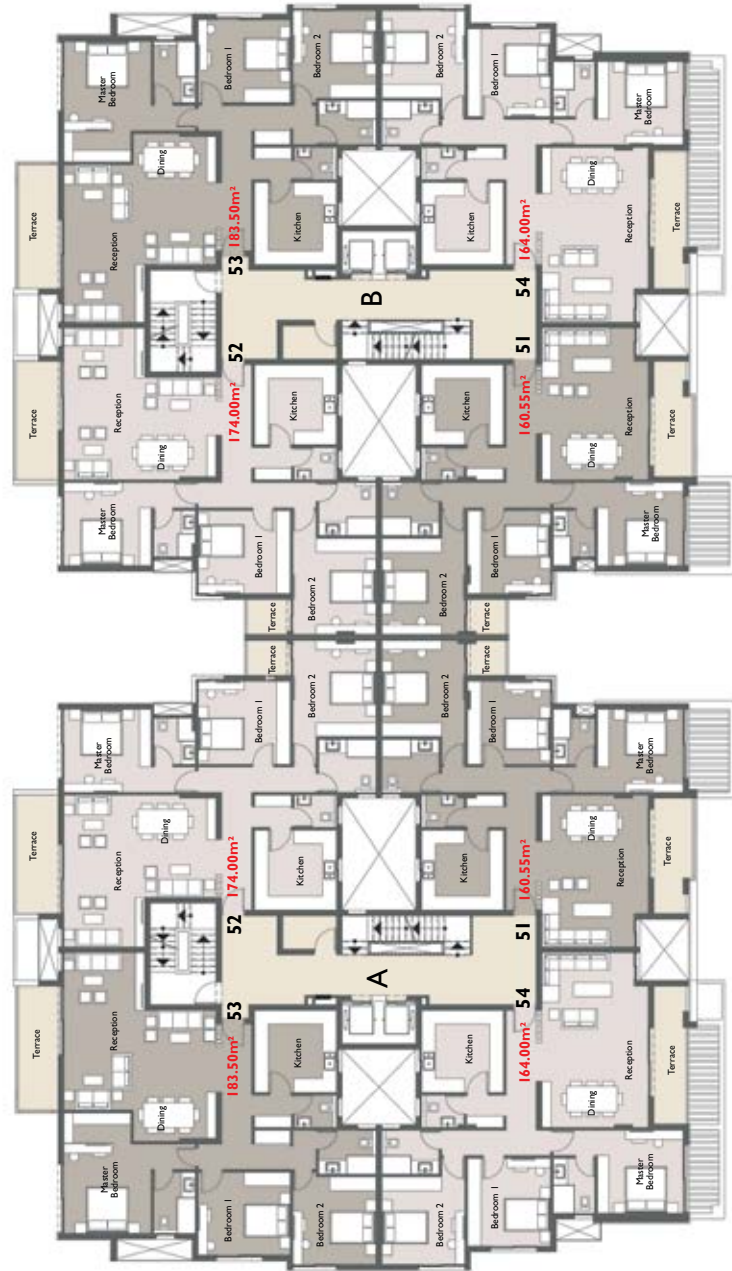 Terrace
Terrace
Terrace
Terrace
Master
Bedroom
Reception
Reception
Master
Bedroom
Master
Bedroom
Reception
Reception
Master
Bedroom
Dining
Dining
Dining
Dining
Bedroom 1
183.50m²
53
52
174.00m²
Bedroom 1
Bedroom 1
174.00m²
52
53
183.50m²
Bedroom 1
Terrace
Terrace
Bedroom 2
Kitchen
Kitchen
Bedroom 2
Bedroom 2
Kitchen
Kitchen
Bedroom 2
A
B
Bedroom 2
Kitchen
Kitchen
Bedroom 2
Bedroom 2
Kitchen
Kitchen
Bedroom 2
Terrace
Terrace
Bedroom 1
164.00m²
54
51
160.55m²
Bedroom 1
Bedroom 1
160.55m²
51
54
164.00m²
Bedroom 1
Dining
Dining
Dining
Dining
Master
Bedroom
Reception
Reception
Master
Bedroom
Master
Bedroom
Reception
Reception
Master
Bedroom
Terrace
Terrace
Terrace
Terrace